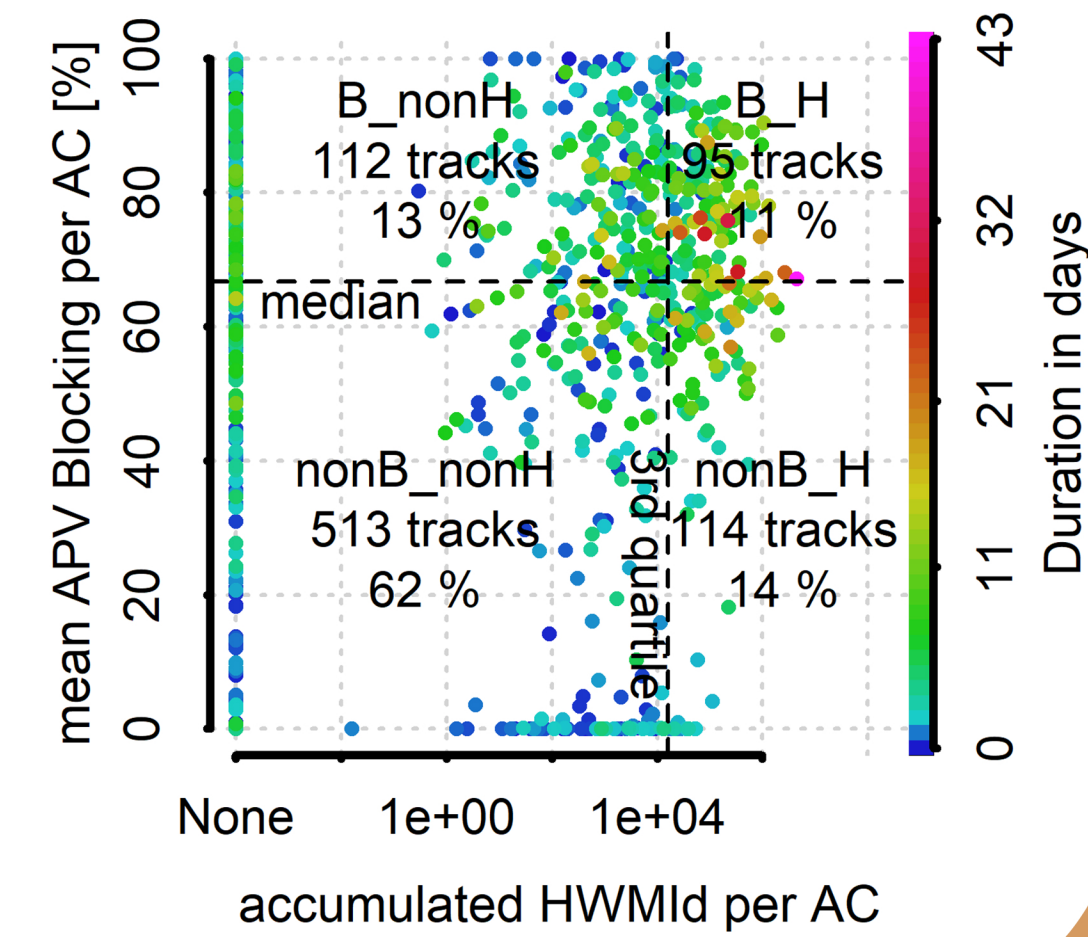 mean APV Blocking per AC [%]
100
80
60
40
20
0
B_nonH
112 tracks
13 %
B_H
95 tracks
11 %
median
nonB_nonH
513 tracks
62 %
3rd quartile
nonB_H
114 tracks
14 %
None
1e+00
1e+04
accumulated HWMId per AC
43
32
21
11
0
Duration in days